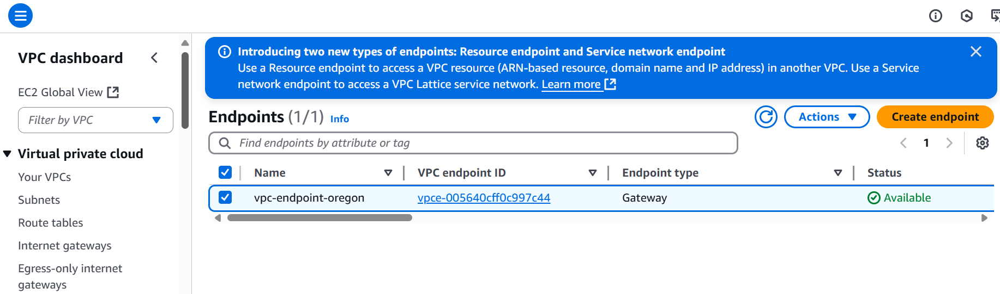 VPC dashboard
EC2 Global View
Filter by VPC
Virtual private cloud
Your VPCs
Subnets
Route tables
Internet gateways
Egress-only internet
gateways
Introducing two new types of endpoints: Resource endpoint and Service network endpoint
Use a Resource endpoint to access a VPC resource (ARN-based resource, domain name and IP address) in another VPC. Use a Service
network endpoint to access a VPC Lattice service network. Learn more
Endpoints (1/1) Info
Actions
Create endpoint
Find endpoints by attribute or tag
1
Name VPC endpoint ID Endpoint type Status
vpc-endpoint-oregon vpce-005640cff0c997c44 Gateway Available